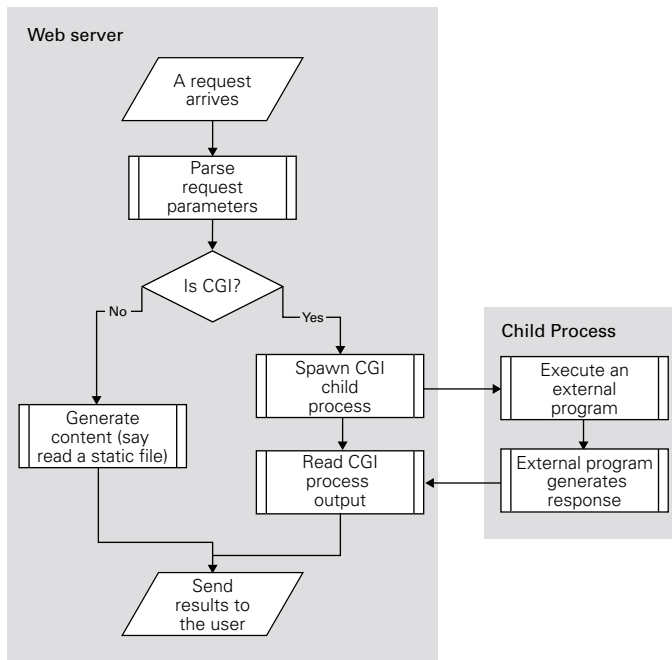 Web server
A request
arrives
Parse
request
parameters
Is CGI?
No
Yes
Child Process
Spawn CGI
child
process
Execute an
external
program
Generate
content (say
read a static file)
Read CGI
process
output
External program
generates
response
Send
results to
the user